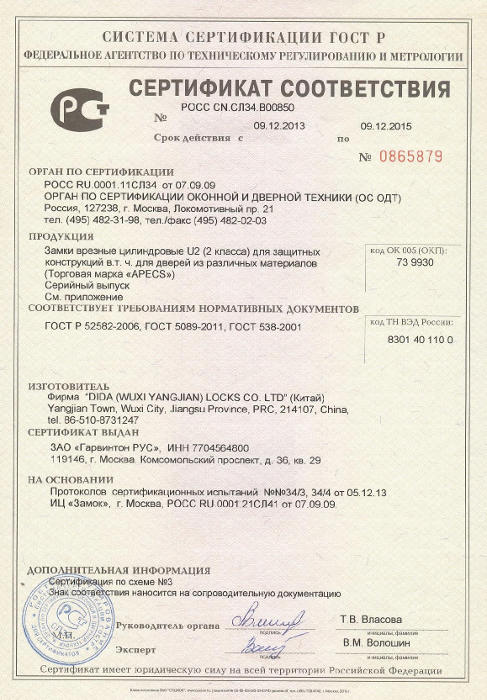 СИСТЕМА СЕРТИФИКАЦИИ ГОСТ Р
ФЕДЕРАЛЬНОЕ АГЕНТСТВО ПО ТЕХНИЧЕСКОМУ РЕГУЛИРОВАНИЮ И МЕТРОЛОГИИ
СЕРТИФИКАТ СООТВЕТСТВИЯ
РОСС CN.СЛ34.В00850
№
09.12.2013 09.12.2015
Срок действия с по
№ 0865879
ОРГАН ПО СЕРТИФИКАЦИИ
РОСС RU.0001.11СЛ34 от 07.09.09
ОРГАН ПО СЕРТИФИКАЦИИ ОКОННОЙ И ДВЕРНОЙ ТЕХНИКИ (ОС ОДТ)
Россия, 127238, г. Москва, Локомотивный пр. 21
тел. (495) 482-31-98, тел./факс (495) 482-02-03
ПРОДУКЦИЯ
Замки врезные цилиндровые U2 (2 класса) для защитных
конструкций в.т. ч. для дверей из различных материалов
(Торговая марка «APECS»)
Серийный выпуск
См. приложение
код ОК 005 (ОКП):
73 9930
СООТВЕТСТВУЕТ ТРЕБОВАНИЯМ НОРМАТИВНЫХ ДОКУМЕНТОВ
ГОСТ Р 52582-2006, ГОСТ 5089-2011, ГОСТ 538-2001
код ТН ВЭД России:
8301 40 110 0
ИЗГОТОВИТЕЛЬ
Фирма "DIDA (WUXI YANGJIAN) LOCKS CO. LTD" (Китай)
Yangjian Town, Wuxi City, Jiangsu Province, PRC, 214107, China,
tel. 86-510-8731247
СЕРТИФИКАТ ВЫДАН
ЗАО «Гарвинтон РУС», ИНН 7704564800
119146, г. Москва. Комсомольский проспект, д. 36, кв. 29
НА ОСНОВАНИИ
Протоколов сертификационных испытаний №№34/3, 34/4 от 05.12.13
ИЦ «Замок», г. Москва, РОСС RU.0001.21СЛ41 от 07.09.09.
ДОПОЛНИТЕЛЬНАЯ ИНФОРМАЦИЯ
Сертификация по схеме №3
Знак соответствия наносится на сопроводительную документацию
М.П.
Руководитель органа Т.В. Власова
подпись инициалы, фамилия
Эксперт В.М. Волошин
подпись инициалы, фамилия
Сертификат имеет юридическую силу на всей территории Российской Федерации